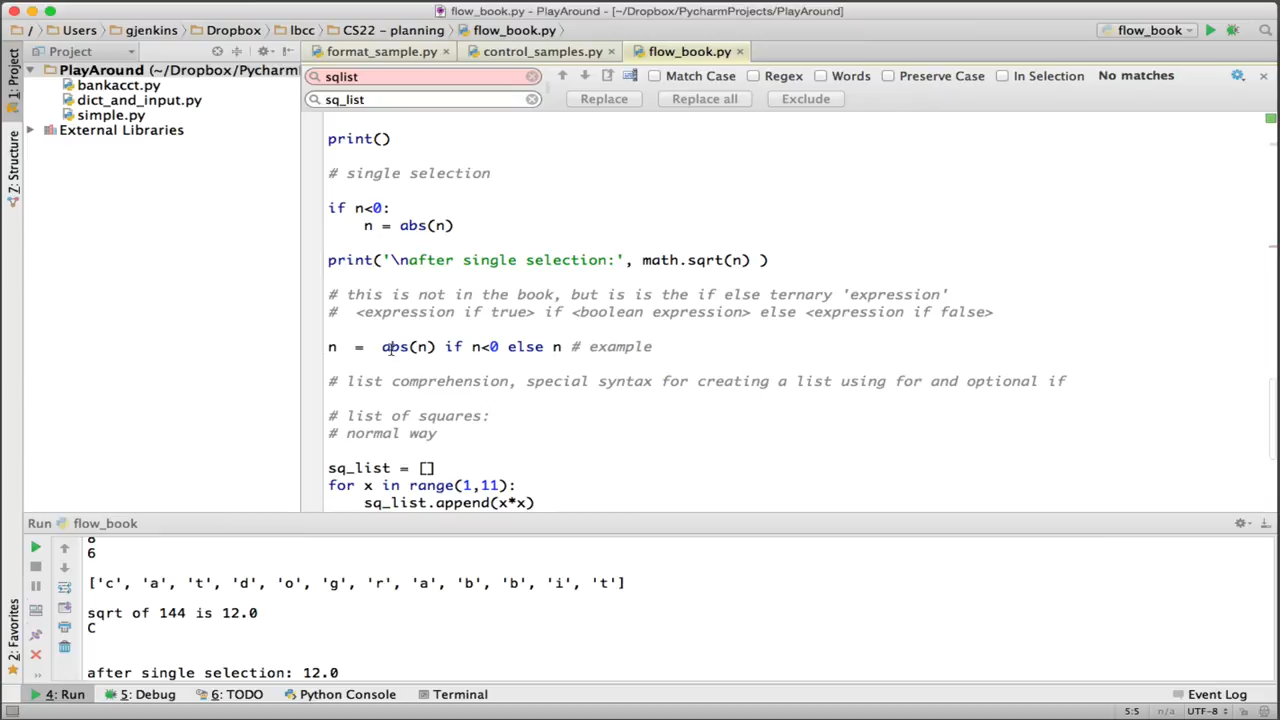 flow_book.py - PlayAround - [~/Dropbox/PycharmProjects/PlayAround]
/ Users gjenkins Dropbox lbcc CS22 - planning flow_book.py flow_book
Project format_sample.py control_samples.py flow_book.py
1: Project
Z: Structure
2: Favorites
PlayAround (~/Dropbox/Pycharm
bankacct.py
dict_and_input.py
simple.py
External Libraries
sqlist Match Case Regex Words Preserve Case In Selection No matches
sq_list Replace Replace all Exclude
print()
# single selection
if n<0:
n = abs(n)
print('\nafter single selection:', math.sqrt(n) )
# this is not in the book, but is is the if else ternary 'expression'
# <expression if true> if <boolean expression> else <expression if false>
n = abs(n) if n<0 else n # example
# list comprehension, special syntax for creating a list using for and optional if
# list of squares:
# normal way
sq_list = []
for x in range(1,11):
sq_list.append(x*x)
Run flow_book
8
6
['c', 'a', 't', 'd', 'o', 'g', 'r', 'a', 'b', 'b', 'i', 't']
sqrt of 144 is 12.0
C
after single selection: 12.0
4: Run 5: Debug 6: TODO Python Console Terminal Event Log
5:5 n/a UTF-8